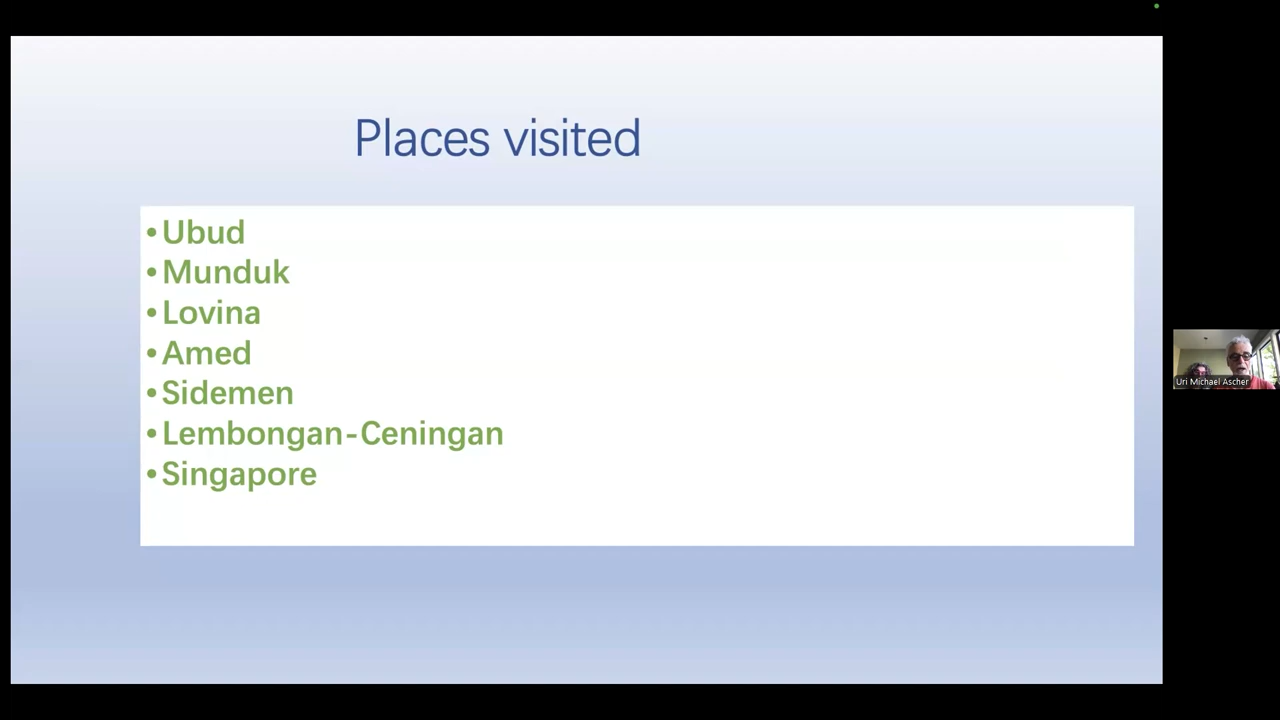 Places visited
•Ubud
•Munduk
•Lovina
•Amed
•Sidemen
•Lembongan-Ceningan
•Singapore
Uri Michael Ascher